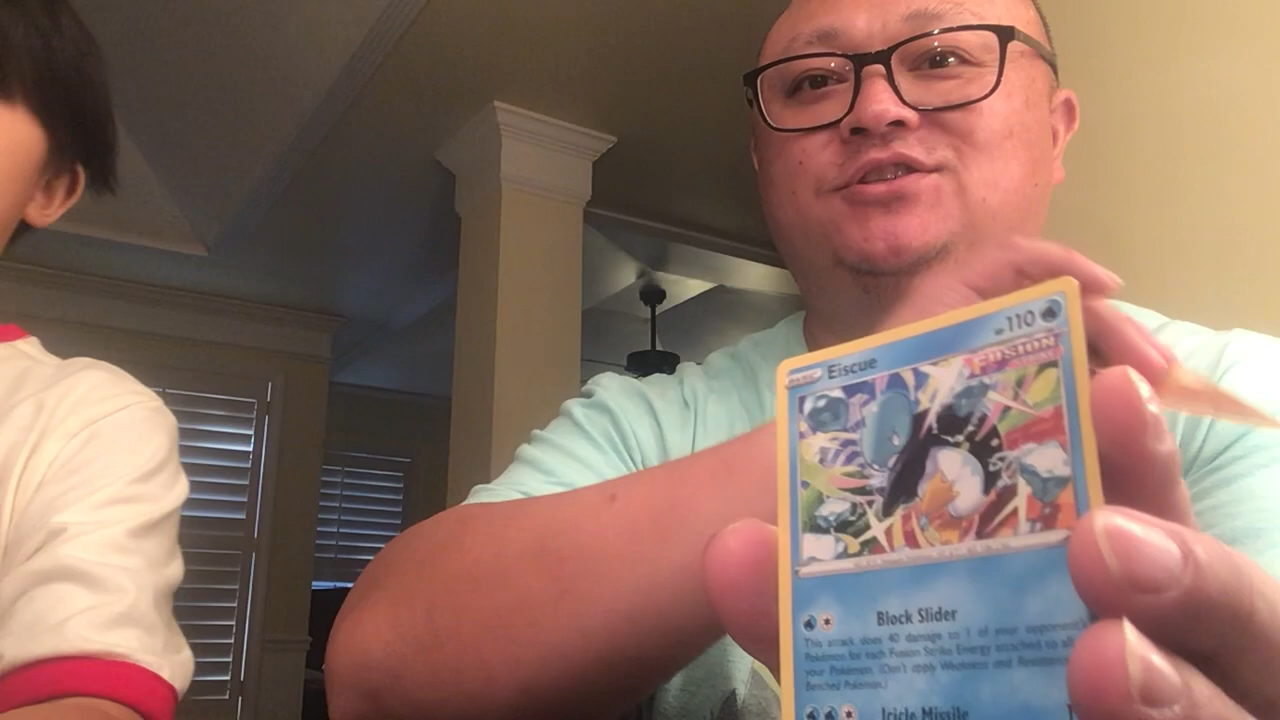 BASIC Eiscue HP 110
FUSION
Block Slider
This attack does 40 damage to 1 of your opponent's
Pokémon for each Fusion Strike Energy attached to all
your Pokémon. (Don't apply Weakness and Resistance
Benched Pokémon.)
Icicle Missile